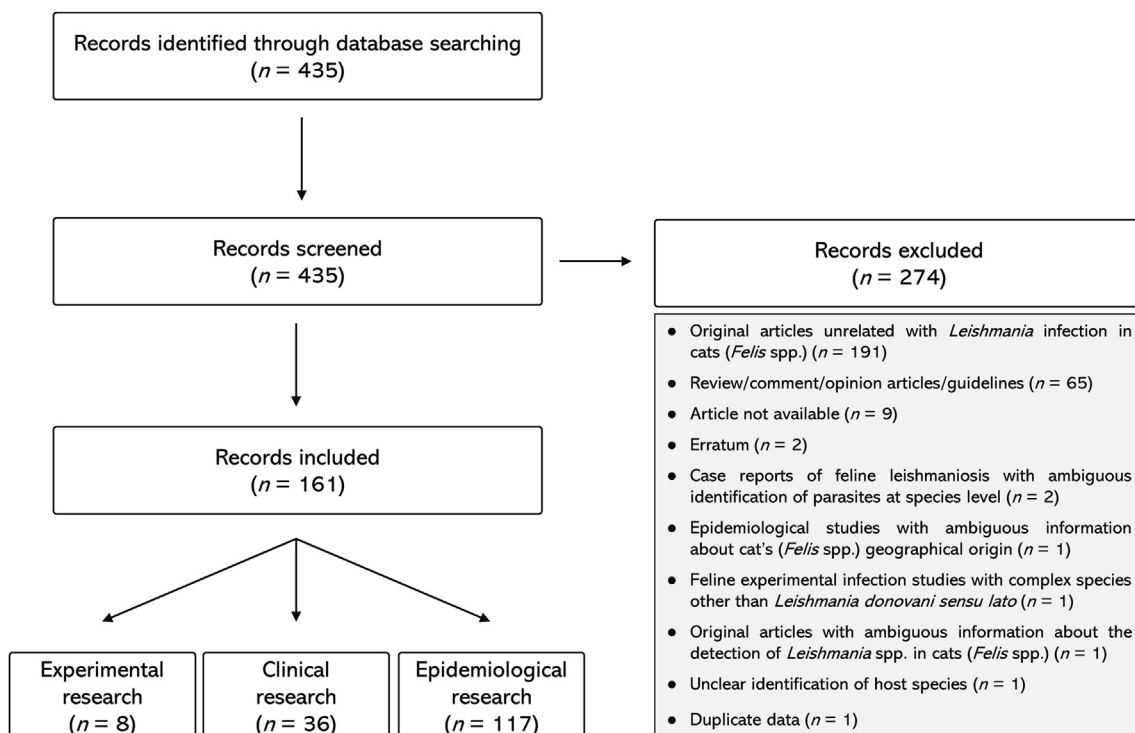 Records identified through database searching
(n = 435)
Records screened
(n = 435)
Records excluded
(n = 274)
● Original articles unrelated with Leishmania infection in
cats (Felis spp.) (n = 191)
● Review/comment/opinion articles/guidelines (n = 65)
● Article not available (n = 9)
● Erratum (n = 2)
● Case reports of feline leishmaniosis with ambiguous
identification of parasites at species level (n = 2)
● Epidemiological studies with ambiguous information
about cat's (Felis spp.) geographical origin (n = 1)
● Feline experimental infection studies with complex species
other than Leishmania donovani sensu lato (n = 1)
● Original articles with ambiguous information about the
detection of Leishmania spp. in cats (Felis spp.) (n = 1)
● Unclear identification of host species (n = 1)
● Duplicate data (n = 1)
Records included
(n = 161)
Experimental
research
(n = 8)
Clinical
research
(n = 36)
Epidemiological
research
(n = 117)